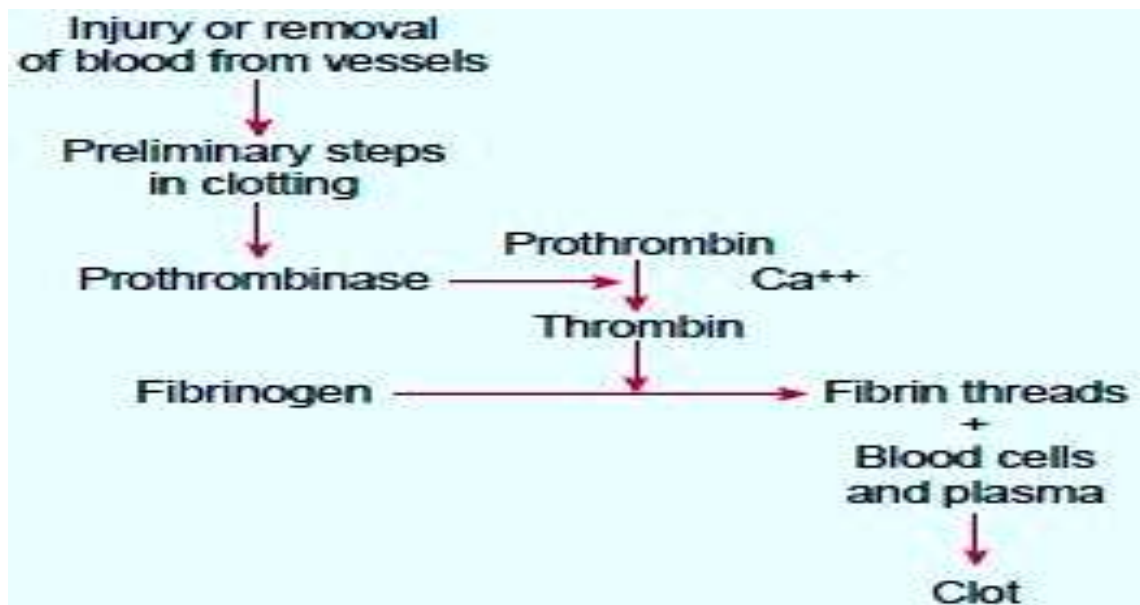 Injury or removal
of blood from vessels
Preliminary steps
in clotting
Prothrombin
Prothrombinase
Ca++
Thrombin
Fibrinogen
Fibrin threads
+
Blood cells
and plasma
Clot